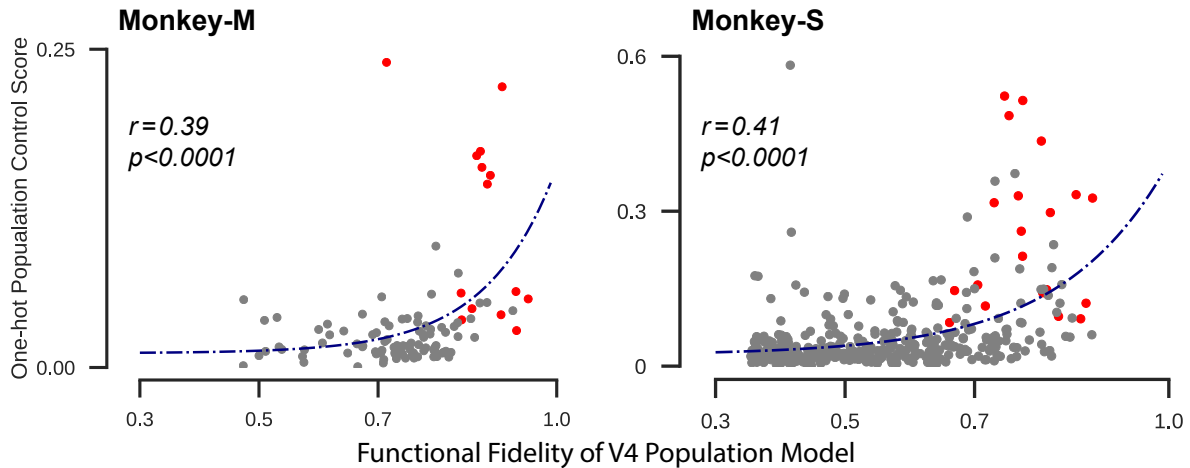 Monkey-M
Monkey-S
One-hot Popualation Control Score
0.25
0.00
r=0.39
p<0.0001
0.3 0.5 0.7 1.0
0.6
0.3
0
r=0.41
p<0.0001
0.3 0.5 0.7 1.0
Functional Fidelity of V4 Population Model